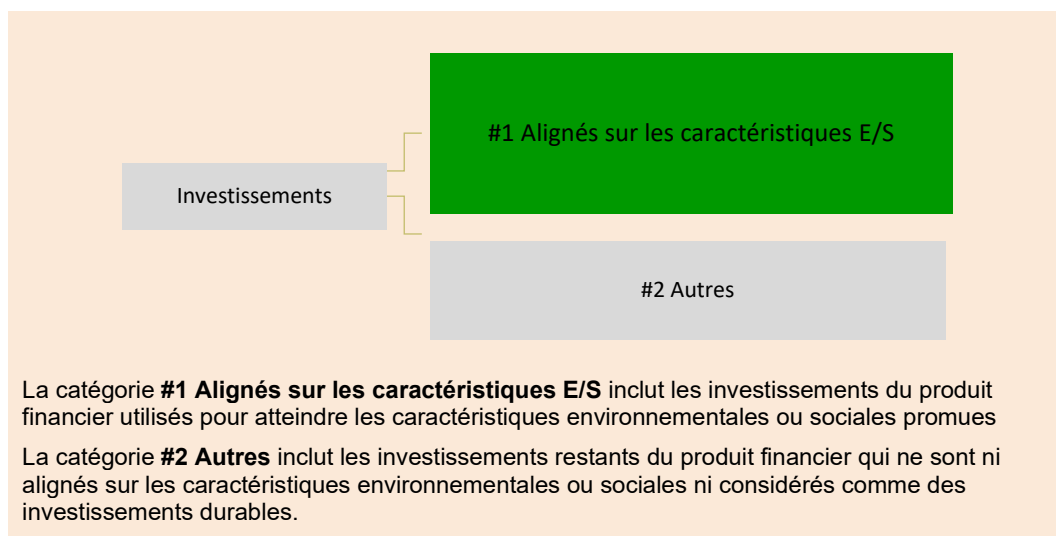 #1 Alignés sur les caractéristiques E/S
Investissements
#2 Autres
La catégorie #1 Alignés sur les caractéristiques E/S inclut les investissements du produit
financier utilisés pour atteindre les caractéristiques environnementales ou sociales promues
La catégorie #2 Autres inclut les investissements restants du produit financier qui ne sont ni
alignés sur les caractéristiques environnementales ou sociales ni considérés comme des
investissements durables.